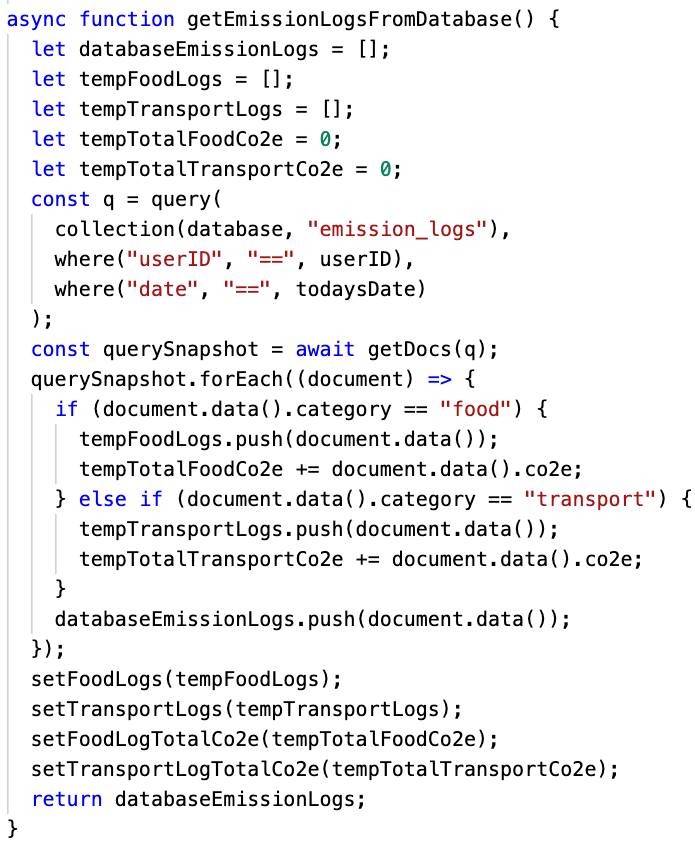 async function getEmissionLogsFromDatabase() {
  let databaseEmissionLogs = [];
  let tempFoodLogs = [];
  let tempTransportLogs = [];
  let tempTotalFoodCo2e = 0;
  let tempTotalTransportCo2e = 0;
  const q = query(
    collection(database, "emission_logs"),
    where("userID", "==", userID),
    where("date", "==", todaysDate)
  );
  const querySnapshot = await getDocs(q);
  querySnapshot.forEach((document) => {
    if (document.data().category == "food") {
      tempFoodLogs.push(document.data());
      tempTotalFoodCo2e += document.data().co2e;
    } else if (document.data().category == "transport") {
      tempTransportLogs.push(document.data());
      tempTotalTransportCo2e += document.data().co2e;
    }
    databaseEmissionLogs.push(document.data());
  });
  setFoodLogs(tempFoodLogs);
  setTransportLogs(tempTransportLogs);
  setFoodLogTotalCo2e(tempTotalFoodCo2e);
  setTransportLogTotalCo2e(tempTotalTransportCo2e);
  return databaseEmissionLogs;
}